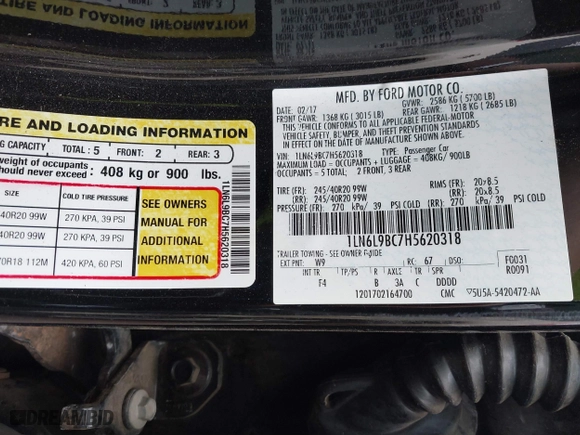 TIRE AND LOADING INFORMATION
RE AND LOADING INFORMATION
G CAPACITY TOTAL: 5 FRONT: 2 REAR: 3
weight of occupants
hould never exceed: 408 kg or 900 lbs.
SIZE COLD TIRE PRESSURE
40R20 99W 270 KPA, 39 PSI
40R20 99W 270 KPA, 39 PSI
0R18 112M 420 KPA, 60 PSI
SEE OWNERS
MANUAL FOR
ADDITIONAL
INFORMATION
1LN6L9BC7H5620318
MFD. BY FORD MOTOR CO.
02/17 GVWR: 2586 KG ( 5700 LB)
FRONT GAWR: 1368 KG ( 3015 LB) REAR GAWR: 1218 KG ( 2685 LB)
THIS VEHICLE CONFORMS TO ALL APPLICABLE FEDERAL MOTOR
VEHICLE SAFETY, BUMPER, AND THEFT PREVENTION STANDARDS
IN EFFECT ON THE DATE OF MANUFACTURE SHOWN ABOVE.
VIN: 1LN6L9BC7H5620318 TYPE: Passenger Car
MAXIMUM LOAD = OCCUPANTS + LUGGAGE = 408KG/ 900LB
OCCUPANTS = 5 TOTAL: 2 FRONT, 3 REAR
TIRE (FR): 245/40R20 99W RIMS (FR): 20x8.5
TIRE (RR): 245/40R20 99W RIMS (RR): 20x8.5
PRESSURE (FR): 270 kPa/ 39 PSI COLD (RR): 270 kPa/ 39 PSI COLD
1LN6L9BC7H5620318
TRAILER TOWING - SEE OWNER GUIDE
EXT PNT: W9 RC: 67 DSO: F0031
R0091
INT TR TP/PS R AXLE TR SPR
F4 B 3A C DDDD
1201702164700 CMC 5U5A-5420472-AA
DREAMBID